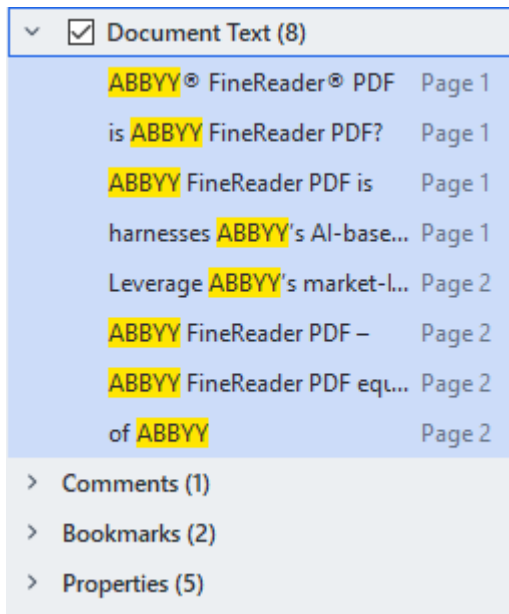 Document Text (8)
ABBYY® FineReader® PDF Page 1
is ABBYY FineReader PDF? Page 1
ABBYY FineReader PDF is Page 1
harnesses ABBYY's AI-base... Page 1
Leverage ABBYY's market-l... Page 2
ABBYY FineReader PDF – Page 2
ABBYY FineReader PDF equ... Page 2
of ABBYY Page 2
Comments (1)
Bookmarks (2)
Properties (5)